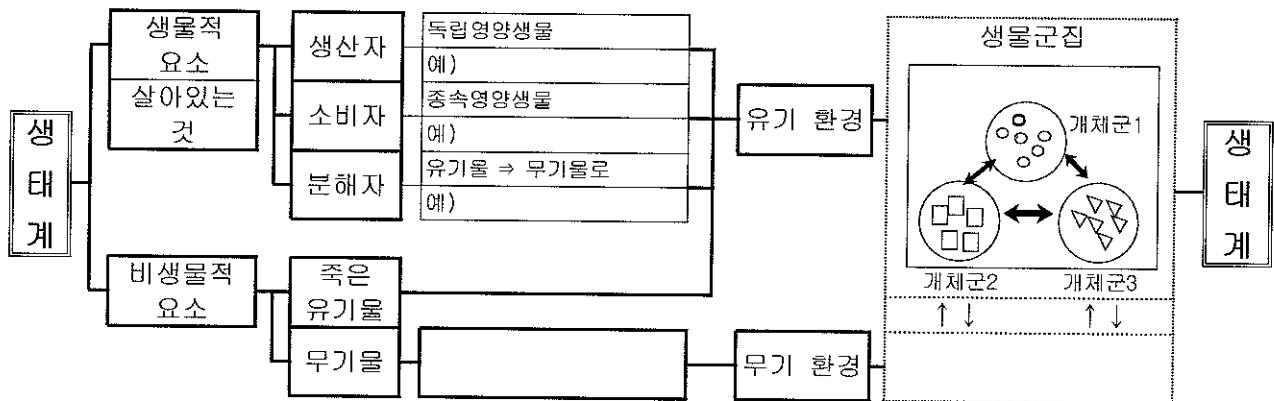 생
태
계
생물적
요소
살아있는
것
비생물적
요소
생산자
소비자
분해자
죽은
유기물
무기물
독립영양생물
예)
종속영양생물
예)
유기물 ⇒ 무기물로
예)
유기 환경
무기 환경
생물군집
개체군1
개체군2 개체군3
↑ ↓ ↑ ↓
생
태
계